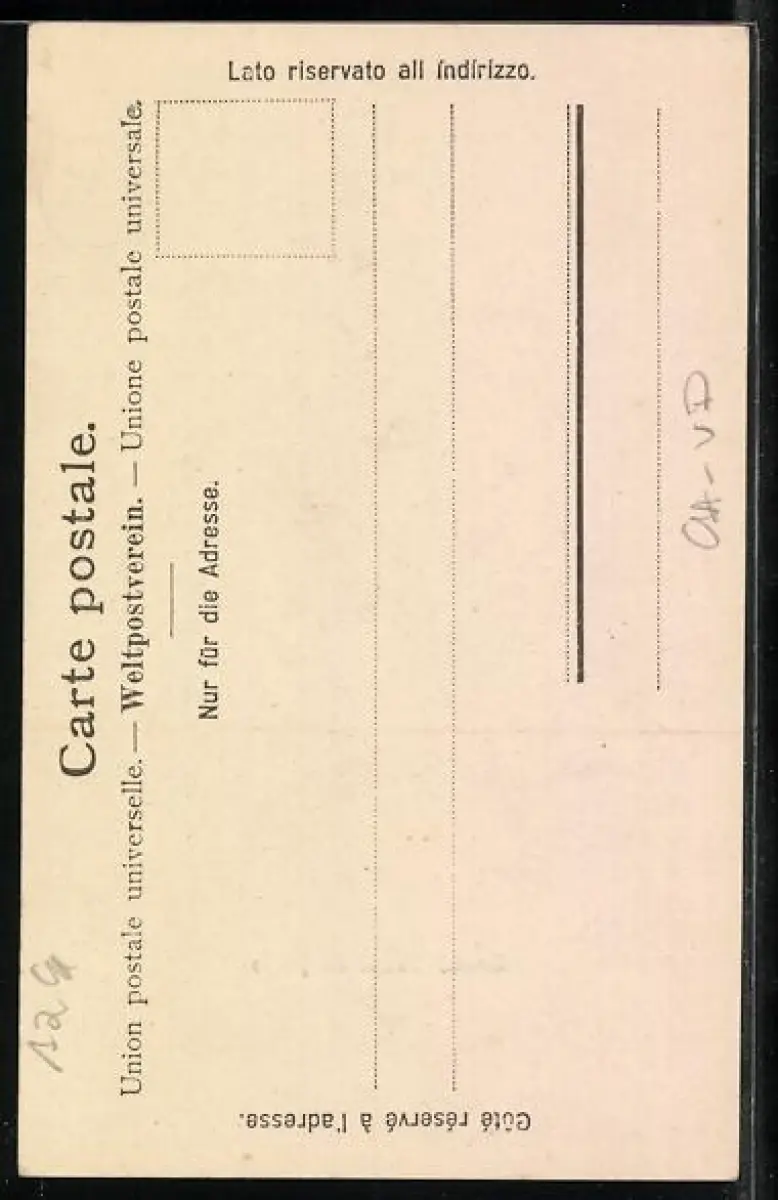 Carte postale.
Union postale universelle. — Weltpostverein. — Unione postale universale.
Nur für die Adresse.
Lato riservato all indirizzo.
Côté réservé à l'adresse.